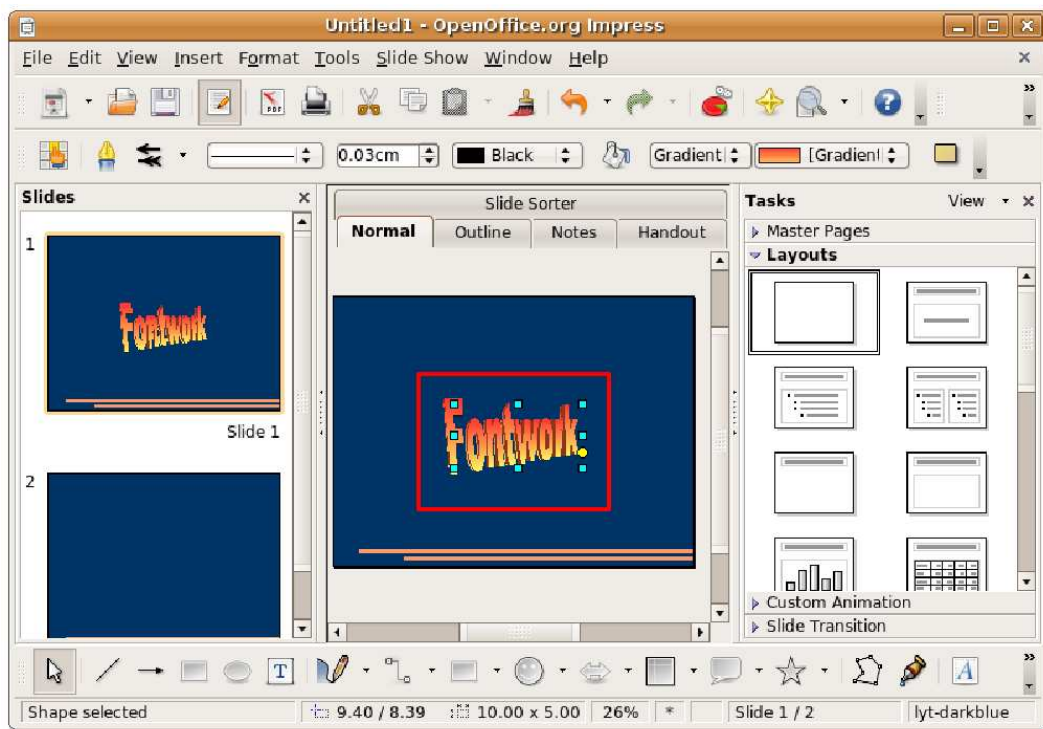 Untitled1 - OpenOffice.org Impress
File Edit View Insert Format Tools Slide Show Window Help
PDF
0.03cm Black Gradient [Gradient
Slides
Slide Sorter
Tasks View
Normal Outline Notes Handout
Master Pages
Layouts
1
Fontwork
Fontwork
Slide 1
2
Custom Animation
Slide Transition
T
A
Shape selected 9.40 / 8.39 10.00 x 5.00 26% * Slide 1 / 2 lyt-darkblue